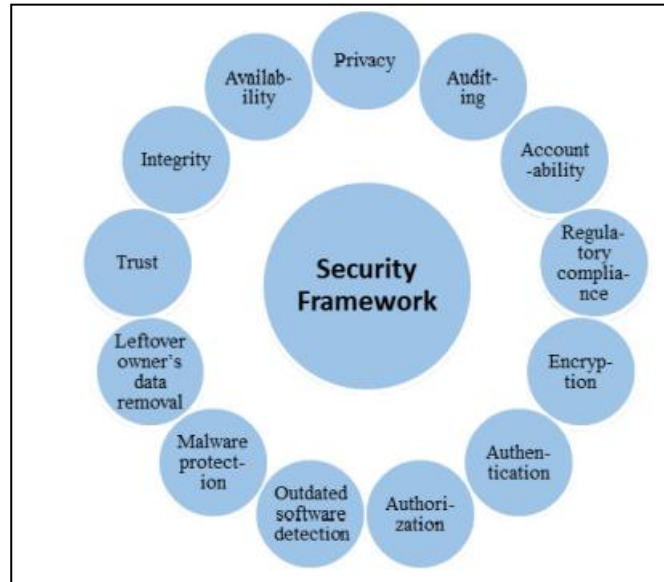 Privacy
Audit-
ing
Account
-ability
Regula-
tory
complia-
nce
Encryp-
tion
Authen-
tication
Authori-
zation
Outdated
software
detection
Malware
protect-
ion
Leftover
owner’s
data
removal
Trust
Integrity
Availab-
ility
Security
Framework